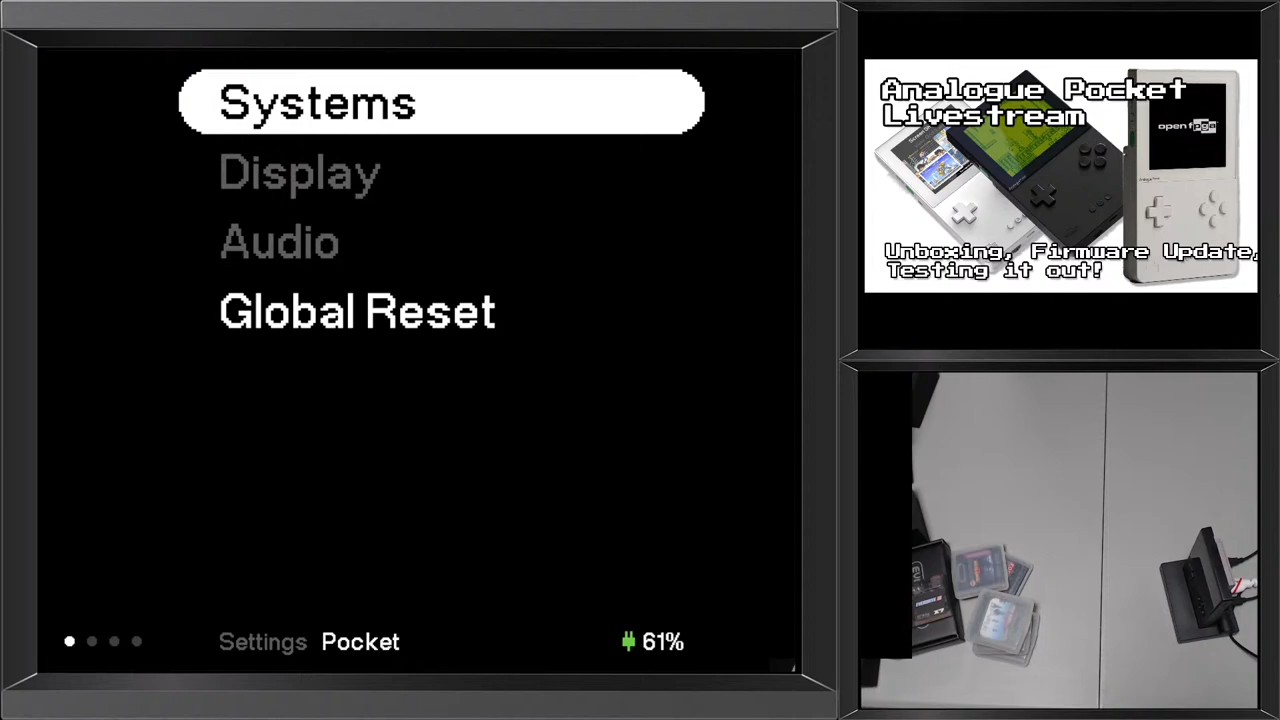 Systems
Display
Audio
Global Reset
Settings Pocket 61%
Analogue Pocket
Livestream
openfpga
Unboxing, Firmware Update,
Testing it out!